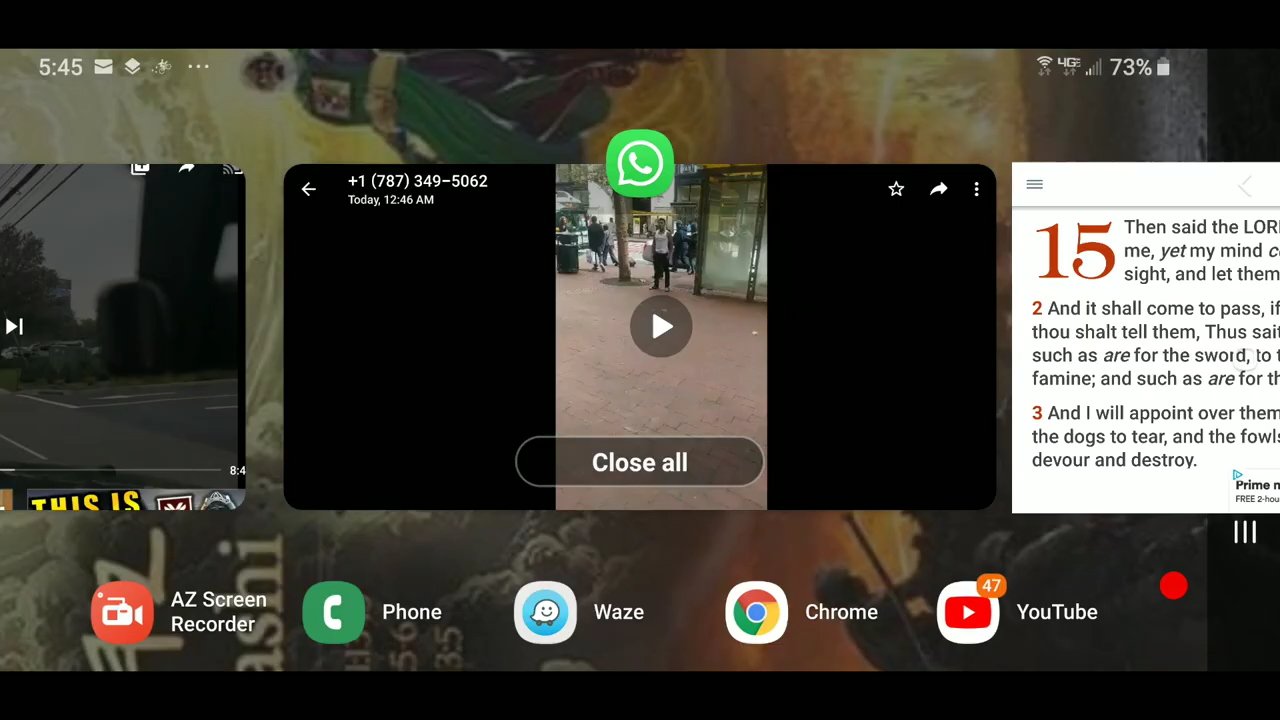 5:45
4GE
73%
+1 (787) 349-5062
Today, 12:46 AM
8:4
THIS IS
Close all
15 Then said the LOR
me, yet my mind c
sight, and let them
2 And it shall come to pass, if
thou shalt tell them, Thus sait
such as are for the sword, to t
famine; and such as are for th
3 And I will appoint over them
the dogs to tear, and the fowls
devour and destroy.
Prime n
FREE 2-hou
ashi
AZ Screen
Recorder
Phone
Waze
Chrome
47
YouTube